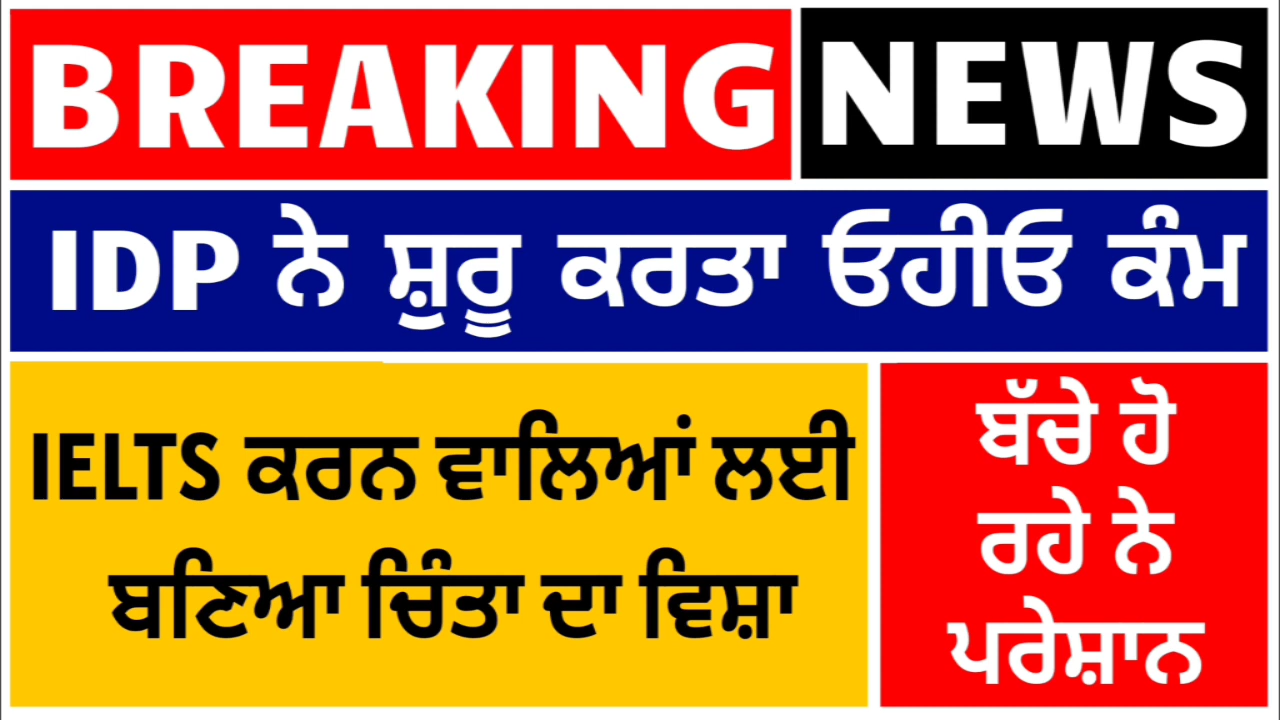 BREAKING NEWS
IDP ਨੇ ਸ਼ੁਰੂ ਕਰਤਾ ਓਹੀਓ ਕੰਮ
IELTS ਕਰਨ ਵਾਲਿਆਂ ਲਈ
ਬਣਿਆ ਚਿੰਤਾ ਦਾ ਵਿਸ਼ਾ
ਬੱਚੇ ਹੋ
ਰਹੇ ਨੇ
ਪਰੇਸ਼ਾਨ